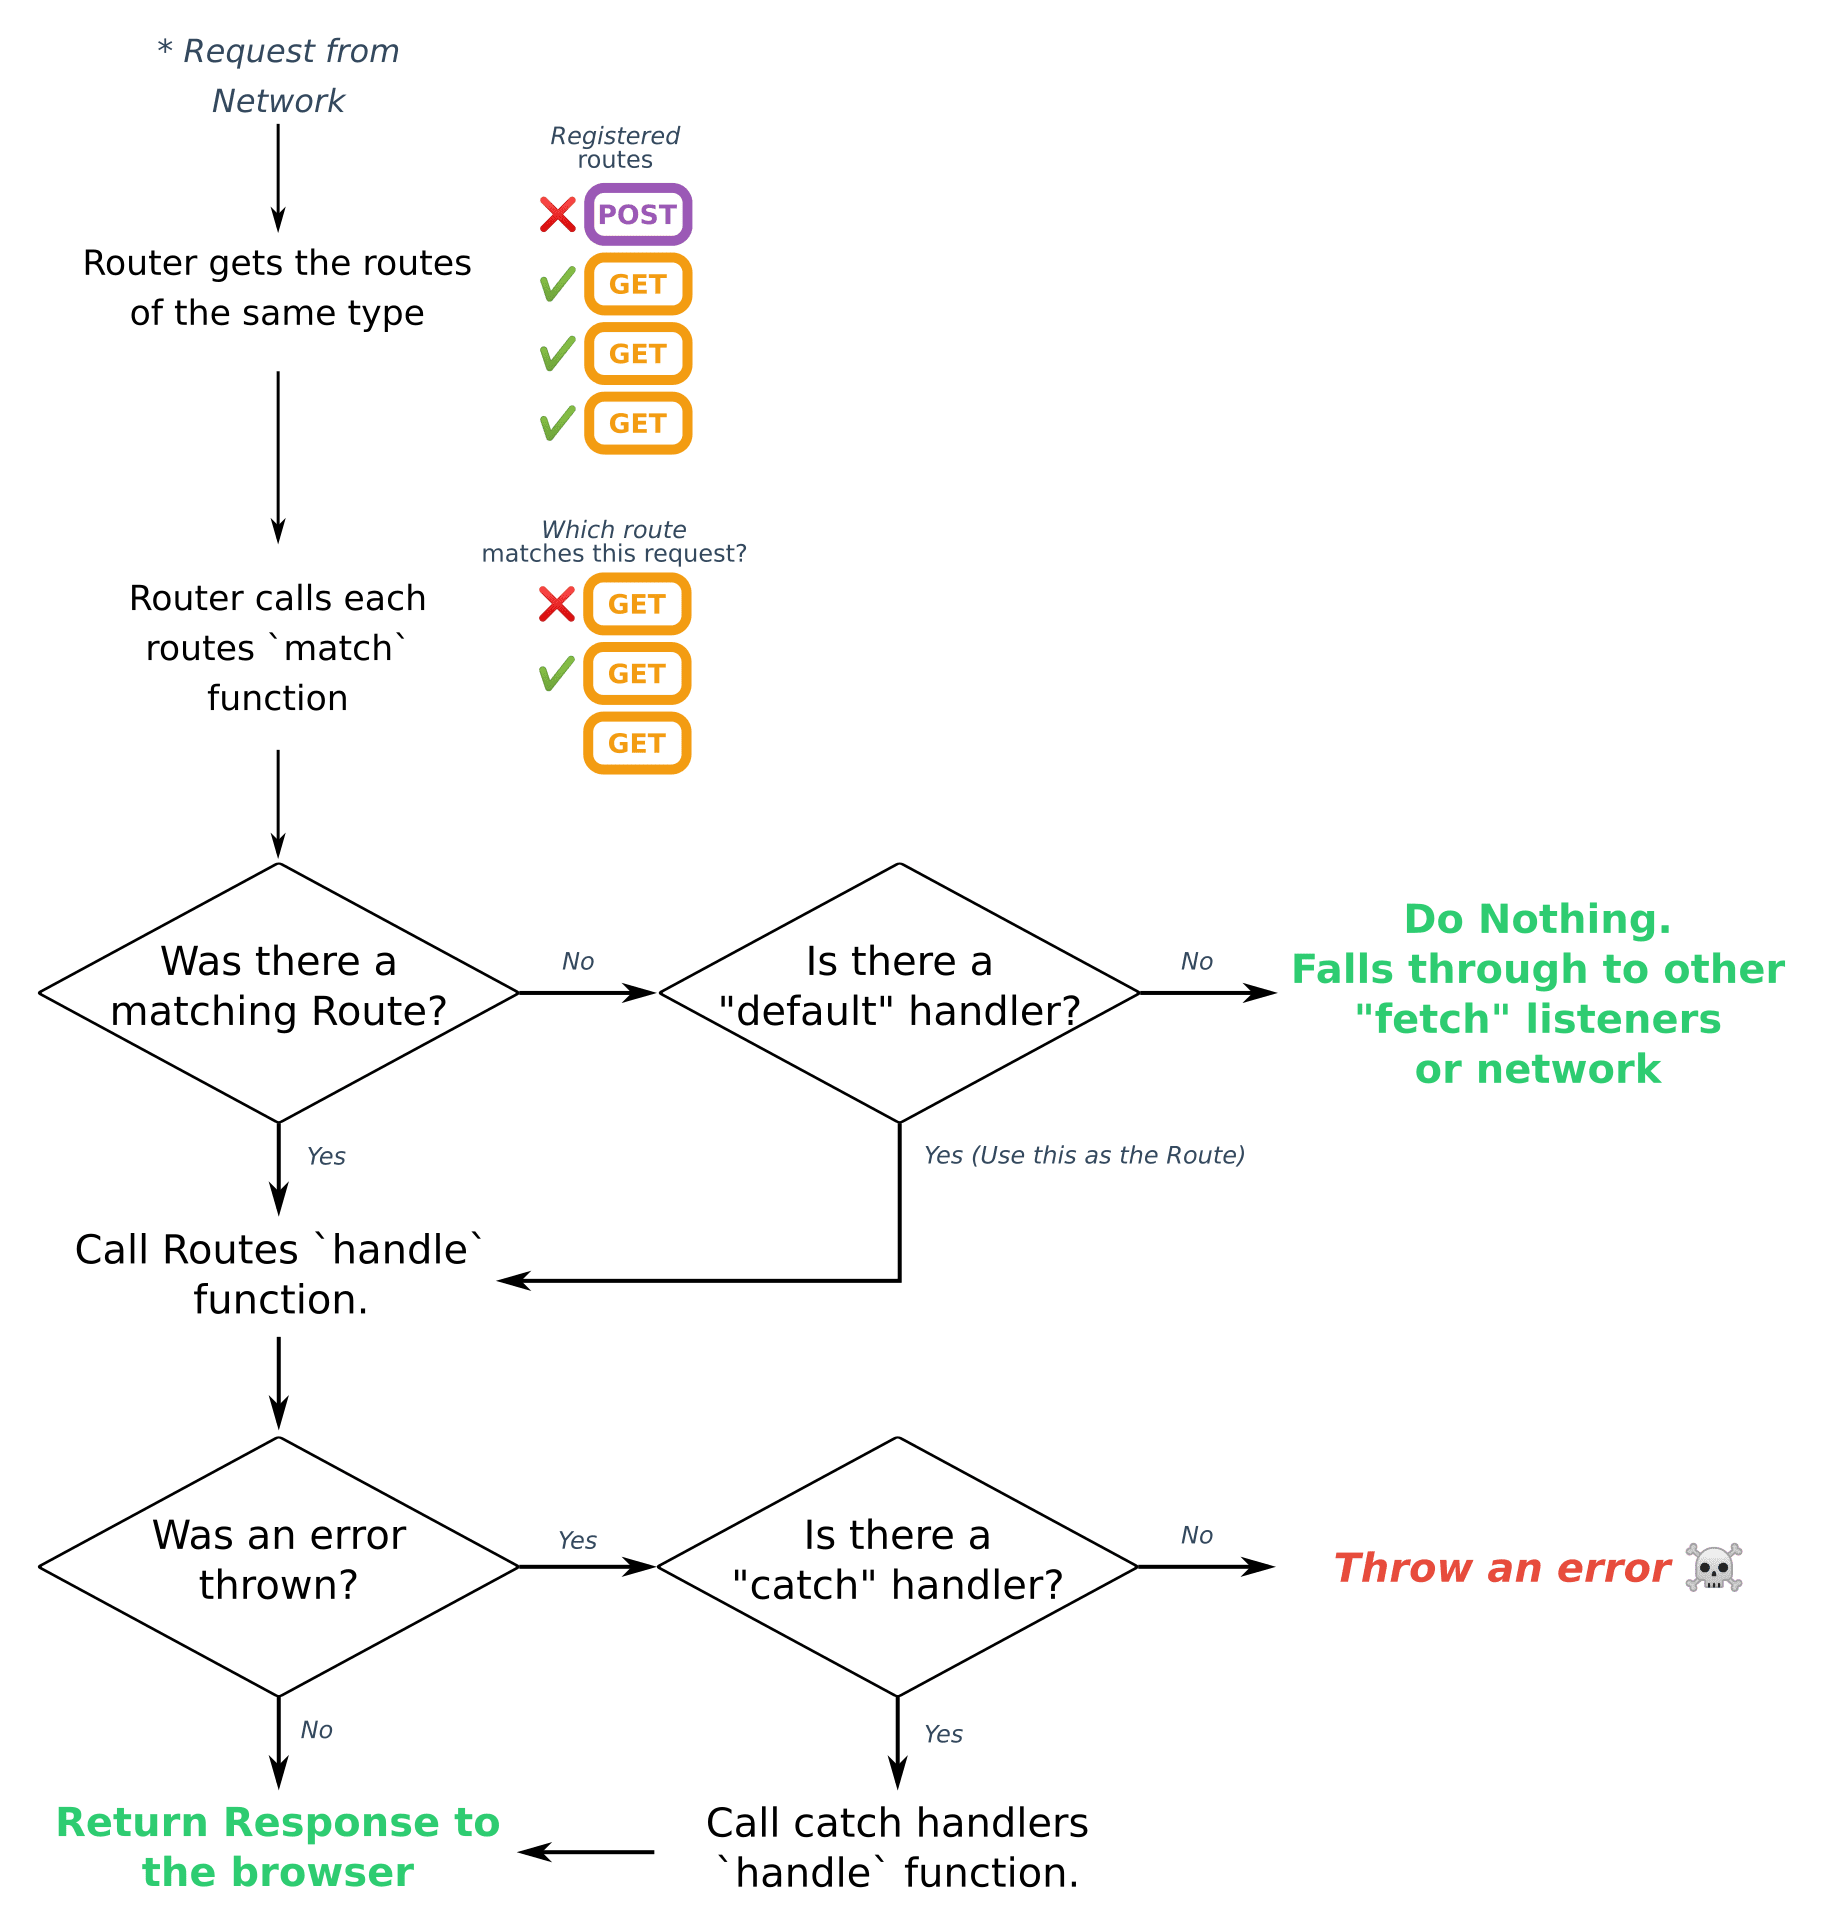 * Request from
Network
Registered
routes
POST
GET
GET
GET
Router gets the routes
of the same type
Which route
matches this request?
GET
GET
GET
Router calls each
routes `match`
function
Was there a
matching Route?
No
Is there a
"default" handler?
No
Do Nothing.
Falls through to other
"fetch" listeners
or network
Yes
Yes (Use this as the Route)
Call Routes `handle`
function.
Was an error
thrown?
Yes
Is there a
"catch" handler?
No
Throw an error
No
Yes
Return Response to
the browser
Call catch handlers
`handle` function.